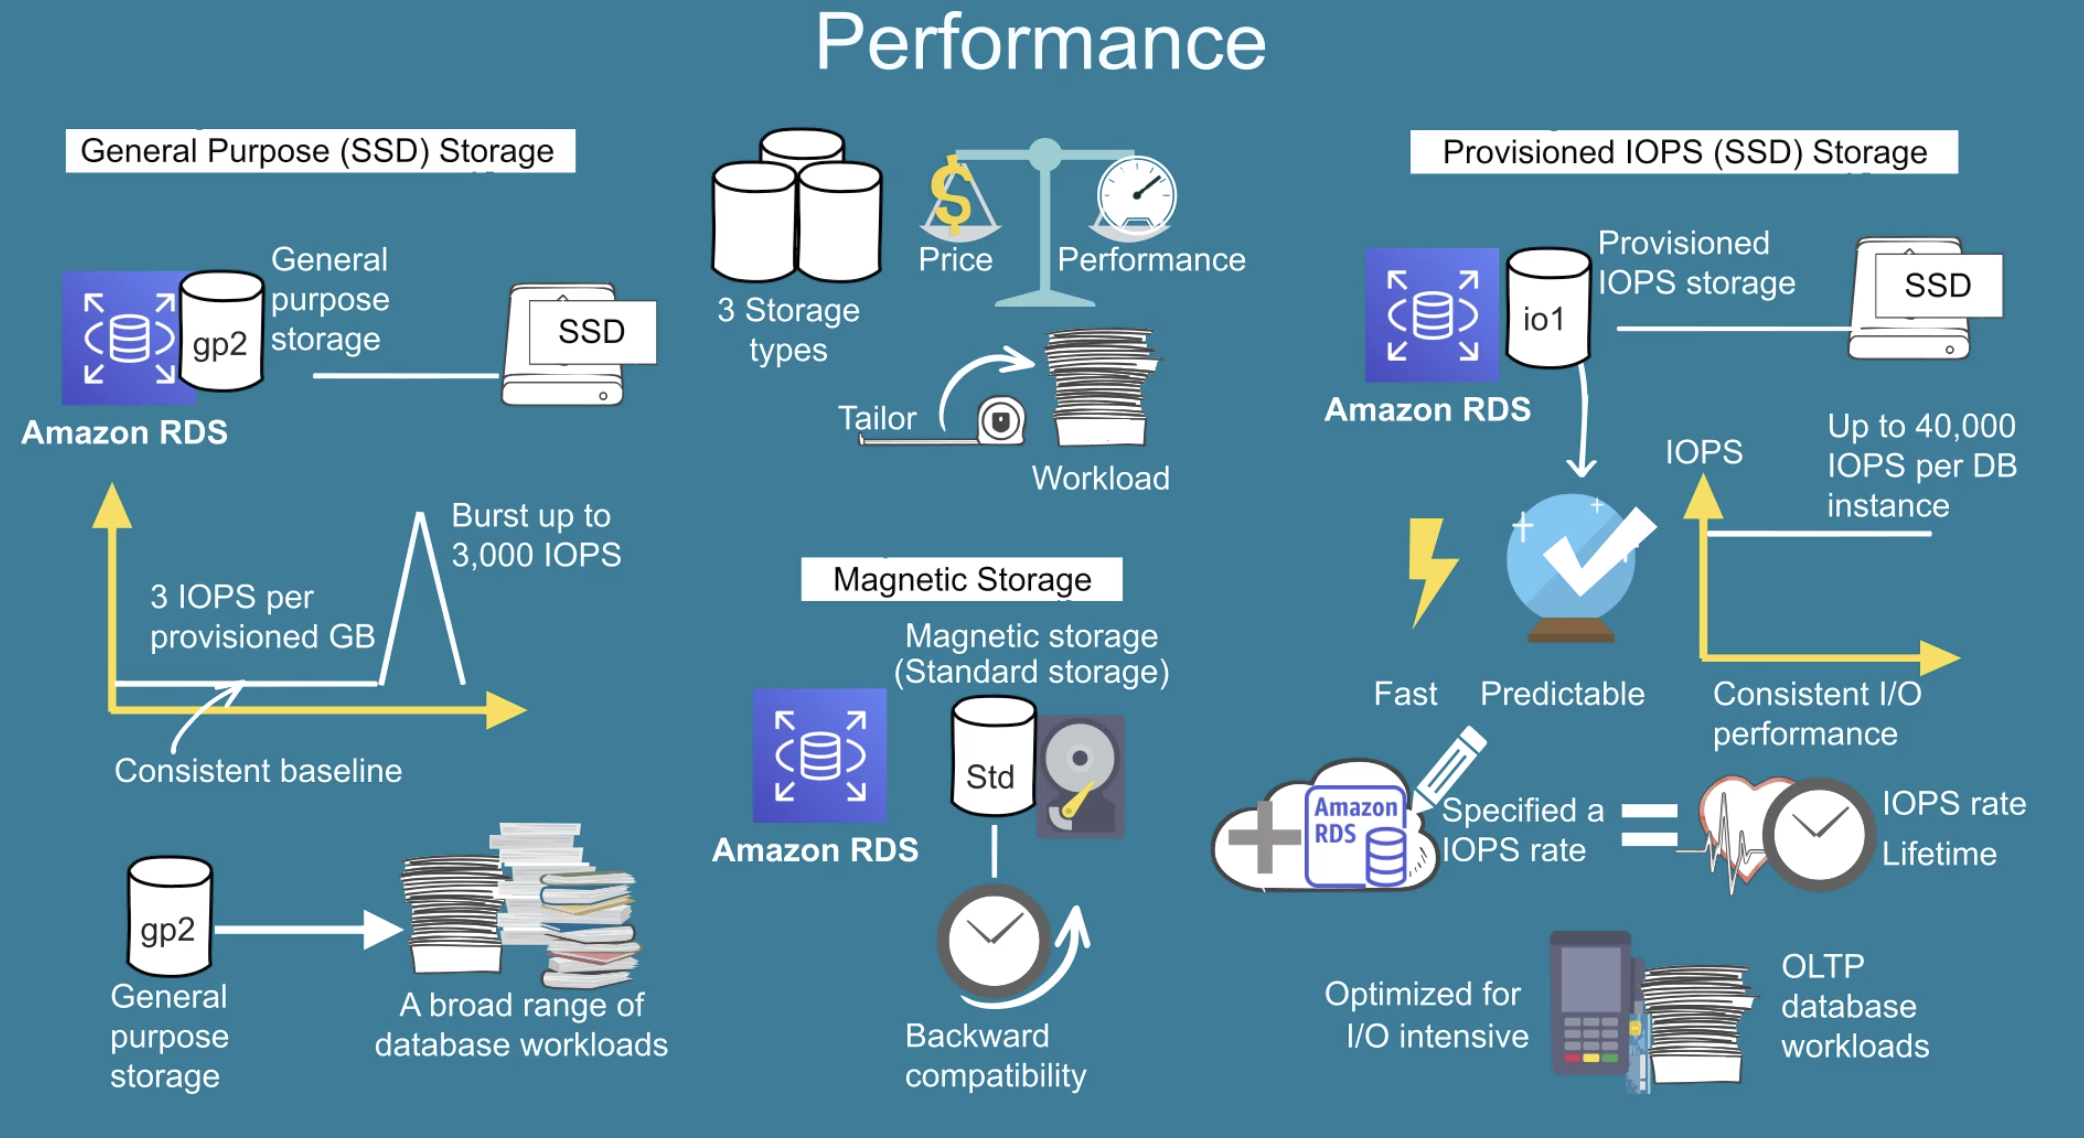 Performance
General Purpose (SSD) Storage
General
purpose
storage
gp2
SSD
Amazon RDS
Burst up to
3,000 IOPS
3 IOPS per
provisioned GB
Consistent baseline
gp2
General
purpose
storage
A broad range of
database workloads
3 Storage
types
Price
Performance
Tailor
Workload
Magnetic Storage
Magnetic storage
(Standard storage)
Std
Amazon RDS
Backward
compatibility
Provisioned IOPS (SSD) Storage
Provisioned
IOPS storage
io1
SSD
Amazon RDS
IOPS
Up to 40,000
IOPS per DB
instance
Fast
Predictable
Consistent I/O
performance
Amazon
RDS
Specified a
IOPS rate
IOPS rate
Lifetime
Optimized for
I/O intensive
OLTP
database
workloads